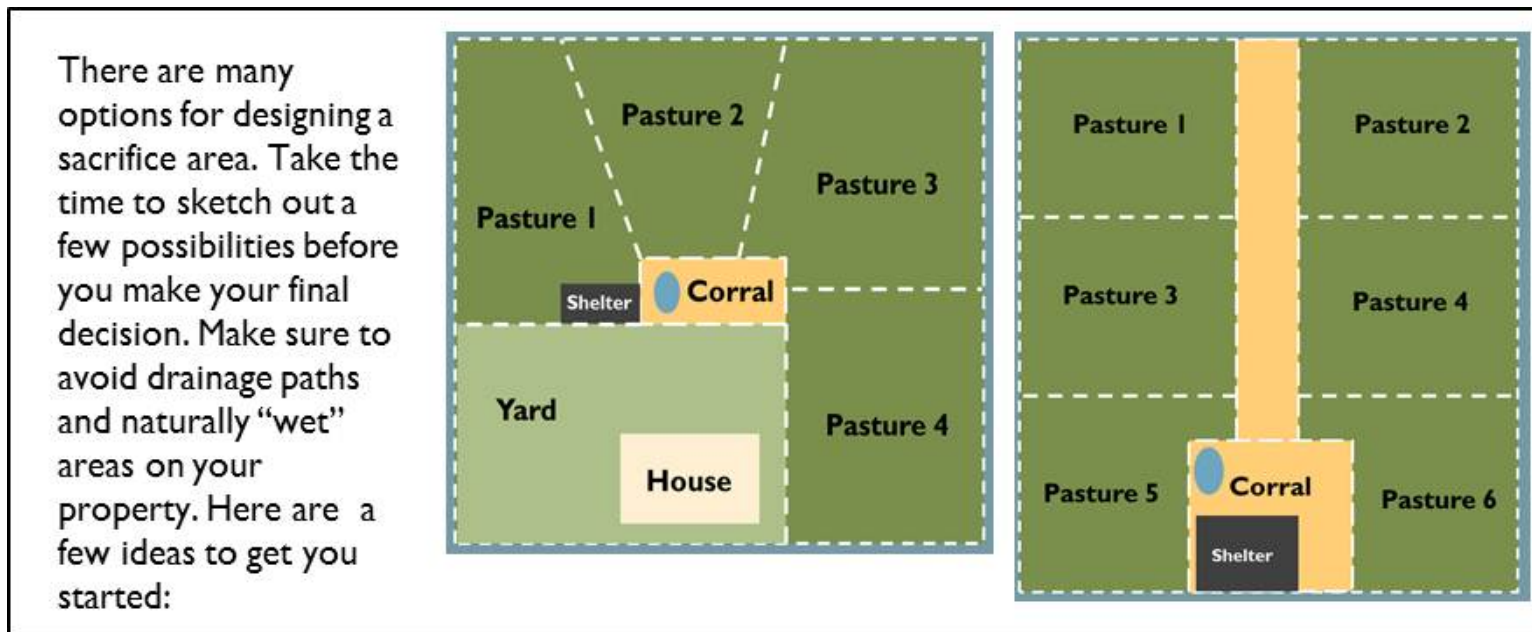 There are many
options for designing a
sacrifice area. Take the
time to sketch out a
few possibilities before
you make your final
decision. Make sure to
avoid drainage paths
and naturally “wet”
areas on your
property. Here are a
few ideas to get you
started:
Pasture 2
Pasture 3
Pasture 1
Shelter
Corral
Yard
Pasture 4
House
Pasture 1
Pasture 2
Pasture 3
Pasture 4
Pasture 5
Corral
Pasture 6
Shelter